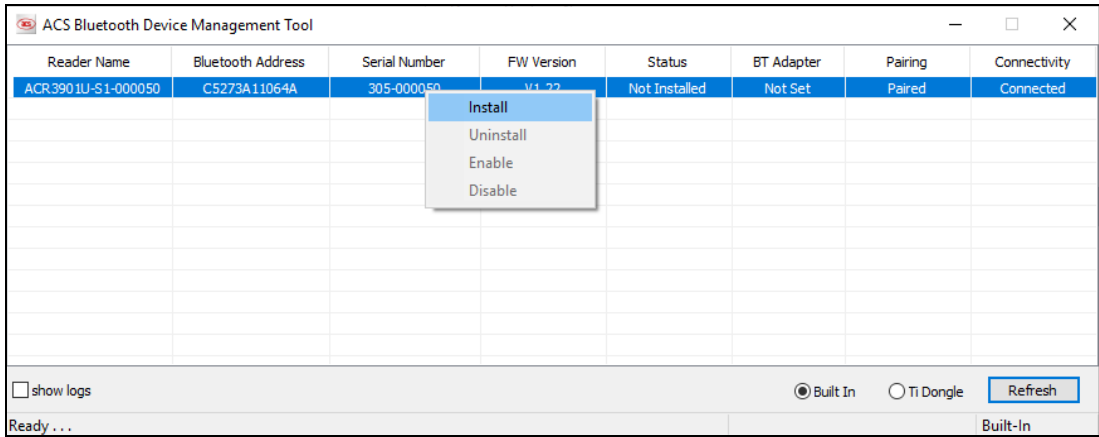 ACS Bluetooth Device Management Tool
Reader Name Bluetooth Address Serial Number FW Version Status BT Adapter Pairing Connectivity
ACR3901U-S1-000050 C5273A11064A 305-000050 V1.22 Not Installed Not Set Paired Connected
Install
Uninstall
Enable
Disable
show logs Built In Ti Dongle Refresh
Ready . . . Built-In